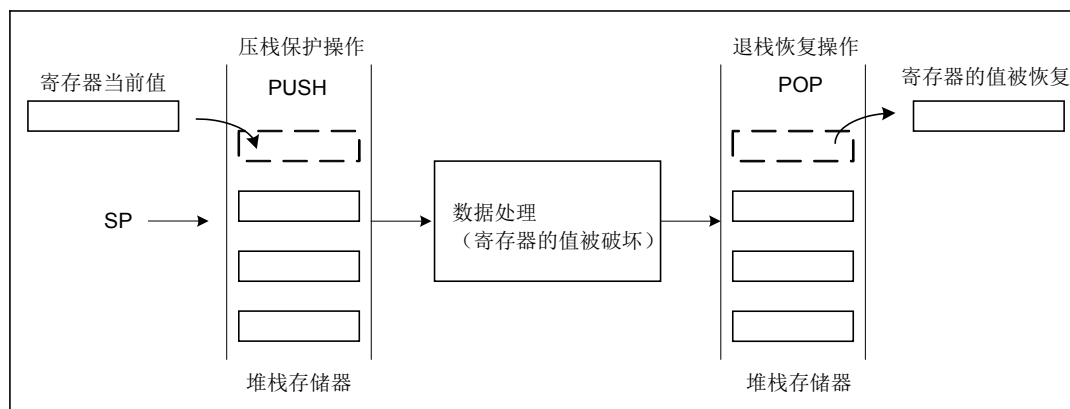 压栈保护操作
退栈恢复操作
寄存器当前值
PUSH
POP
寄存器的值被恢复
SP
数据处理
（寄存器的值被破坏）
堆栈存储器
堆栈存储器